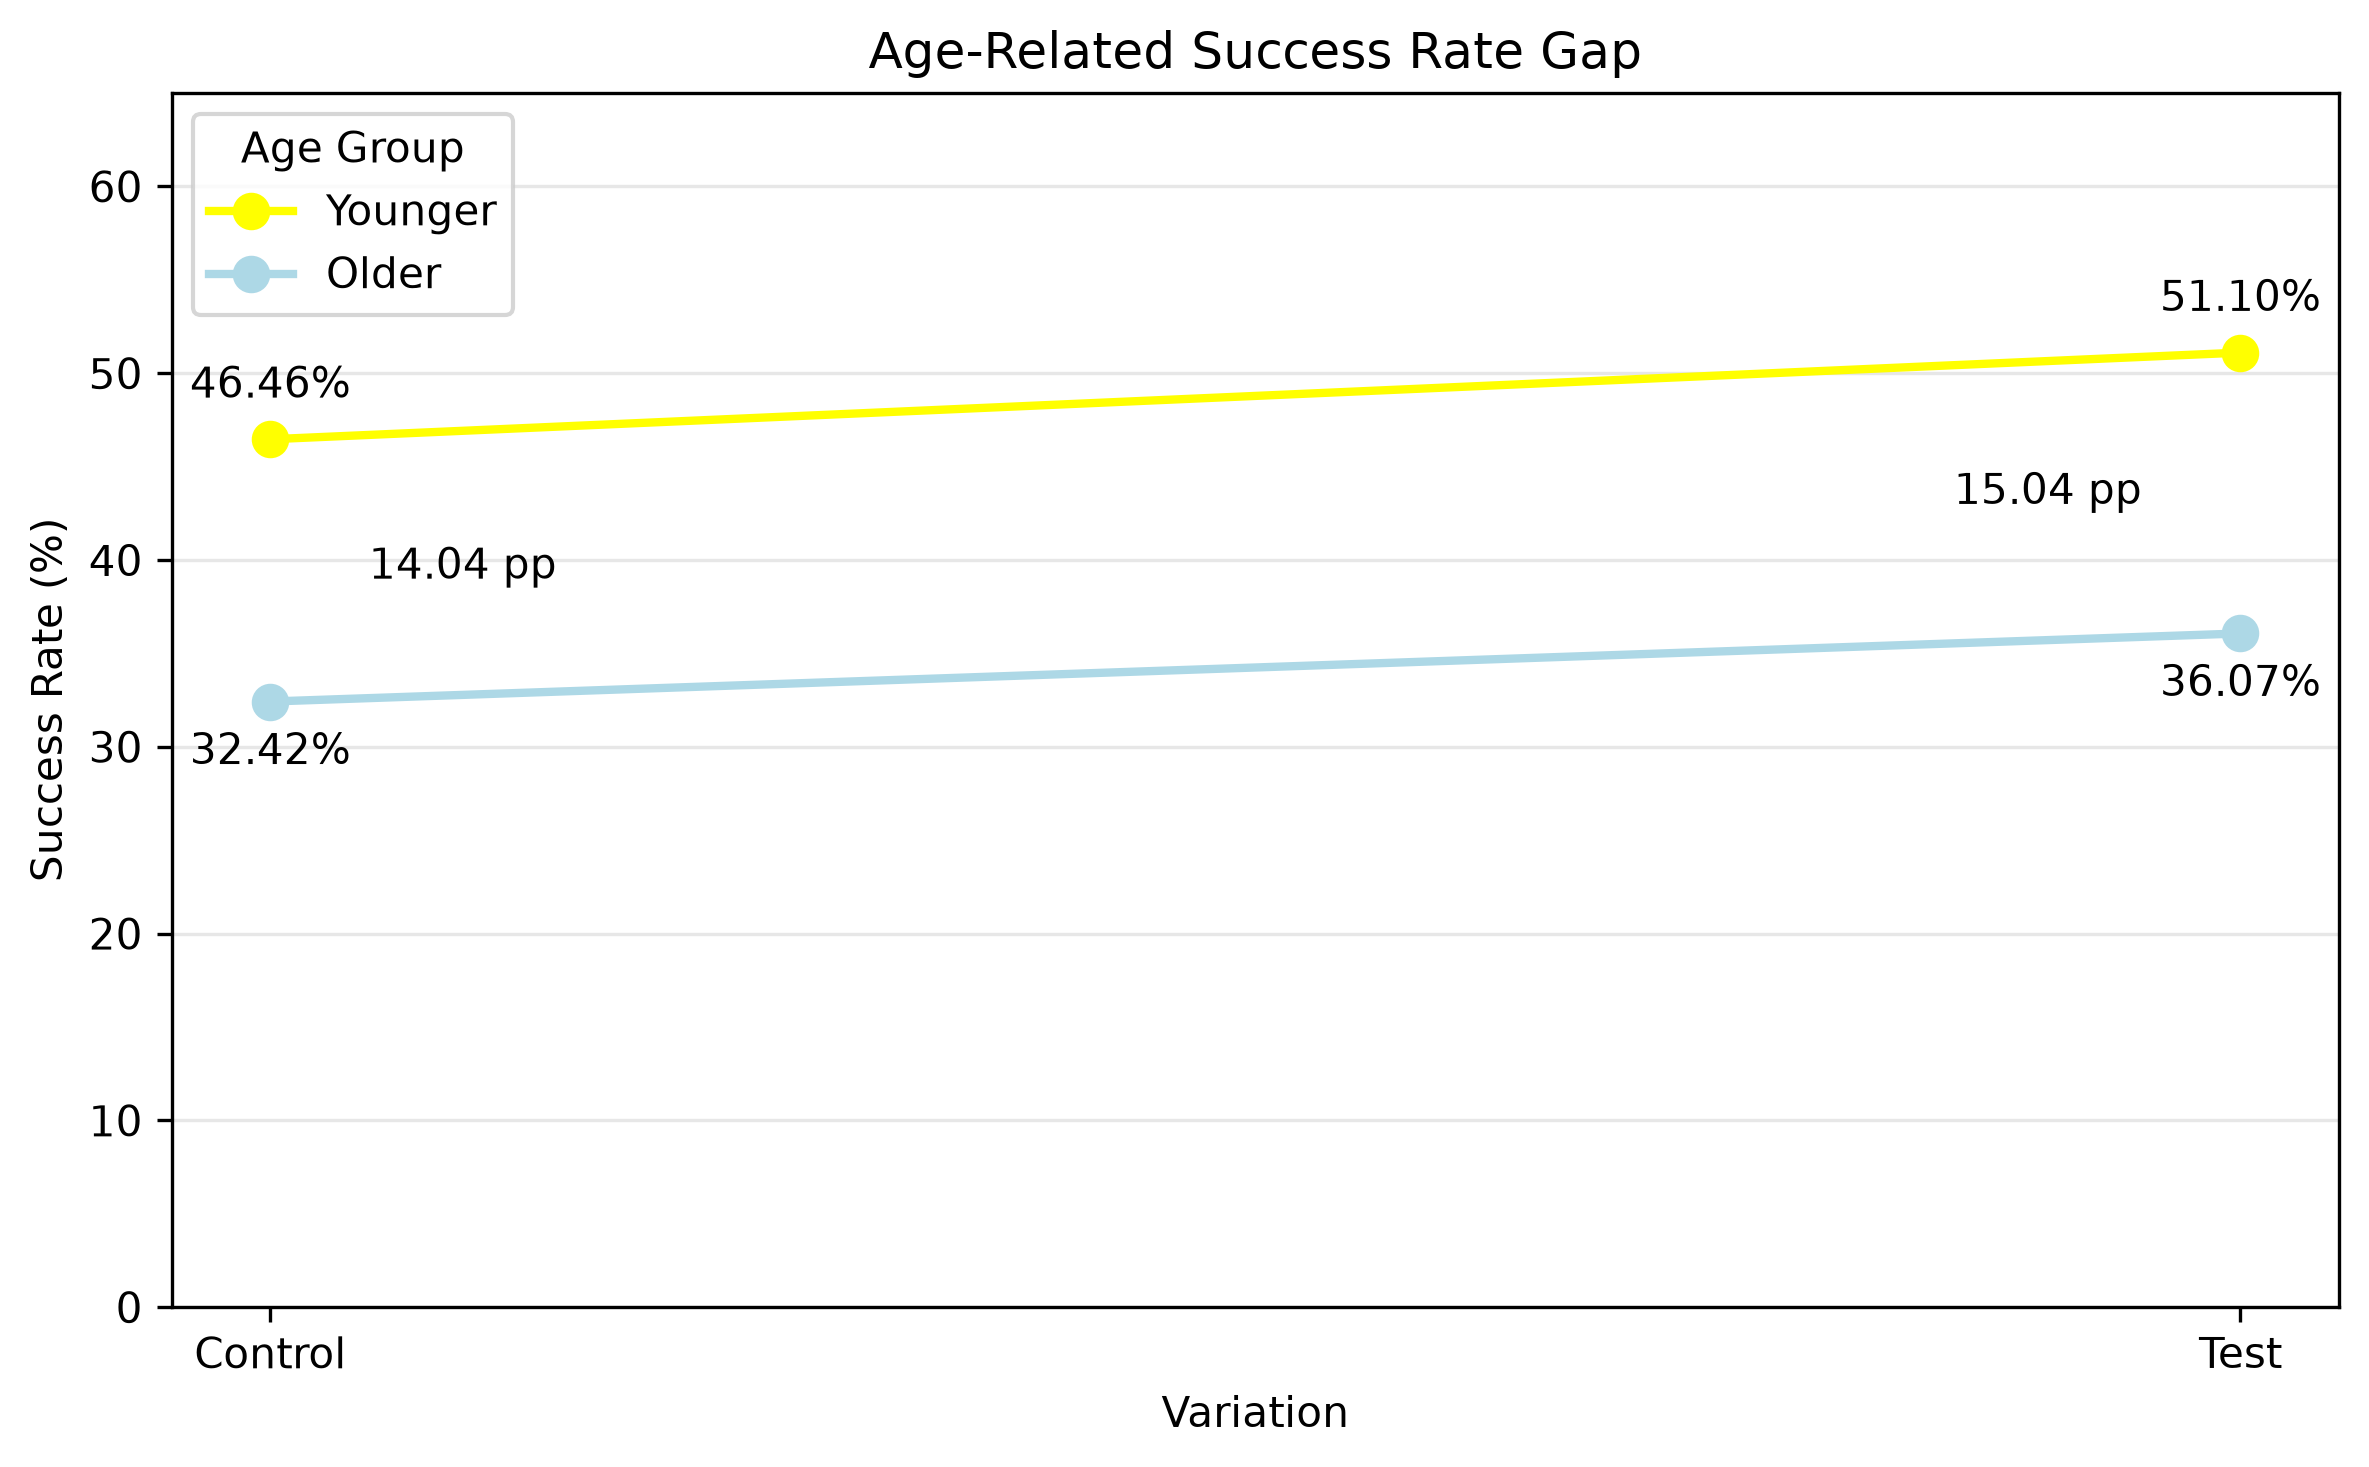 Age-Related Success Rate Gap
Age Group
Younger
Older
60
50
40
30
20
10
0
Success Rate (%)
46.46%
51.10%
14.04 pp
15.04 pp
32.42%
36.07%
Control
Test
Variation